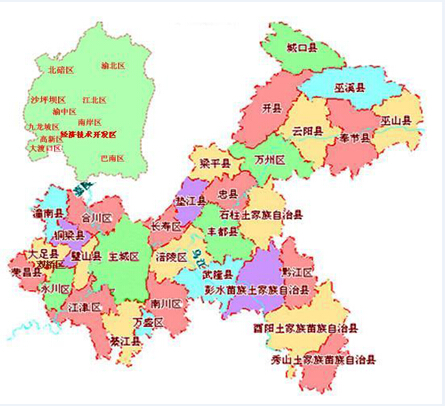 城口县
北碚区
渝北区
巫溪县
沙坪坝区
江北区
开县
渝中区
云阳县
巫山县
九龙坡区
南岸区
奉节县
经济技术开发区
高新区
大渡口区
巴南区
梁平县
万州区
忠县
垫江县
潼南县
合川区
石柱土家族自治县
长寿区
丰都县
铜梁县
大足县
双桥区
璧山县
主城区
涪陵区
乌江
荣昌县
武隆县
黔江区
永川区
彭水苗族土家族自治县
江津区
南川区
万盛区
酉阳土家族苗族自治县
綦江县
秀山土家族苗族自治县